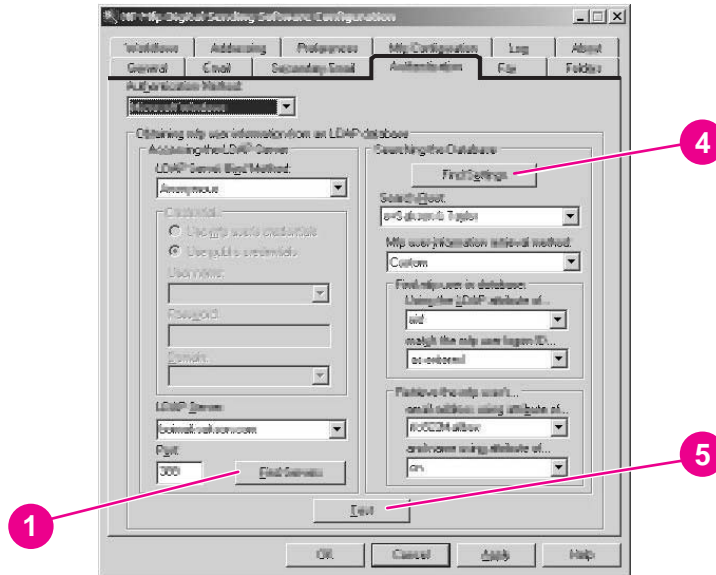 HP Mfp Digital Sending Software Configuration
Workflows Addressing Preferences Mfp Configuration Log About
General Email Secondary Email Authentication Fax Folders
Authentication Method:
Microsoft Windows
Obtaining mfp user information from an LDAP database
Accessing the LDAP Server
LDAP Server Bind Method:
Anonymous
Credentials
Use mfp user's credentials
Use public credentials
User name:
Password:
Domain:
LDAP Server:
Port:
Find Servers
1
Searching the Database
Find Settings
4
Search Root:
Mfp user information retrieval method:
Custom
Find mfp user in database:
Using the LDAP attribute of...
uid
match the mfp user logon ID...
as entered
Retrieve the mfp user's...
email address using attribute of...
and name using attribute of...
cn
5
Test
OK Cancel Apply Help